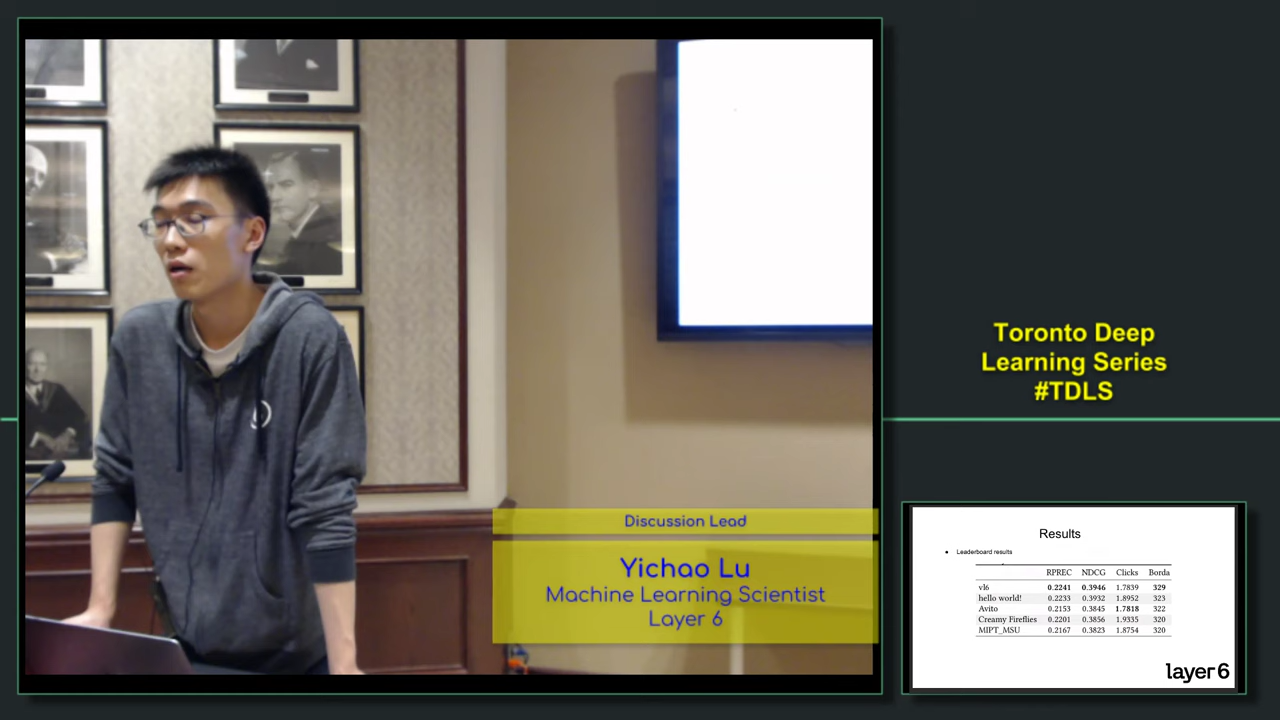 Toronto Deep
Learning Series
#TDLS
Discussion Lead
Yichao Lu
Machine Learning Scientist
Layer 6
Results
• Leaderboard results
RPREC NDCG Clicks Borda
vl6 0.2241 0.3946 1.7839 329
hello world! 0.2233 0.3932 1.8952 323
Avito 0.2153 0.3845 1.7818 322
Creamy Fireflies 0.2201 0.3856 1.9335 320
MIPT_MSU 0.2167 0.3823 1.8754 320
layer6